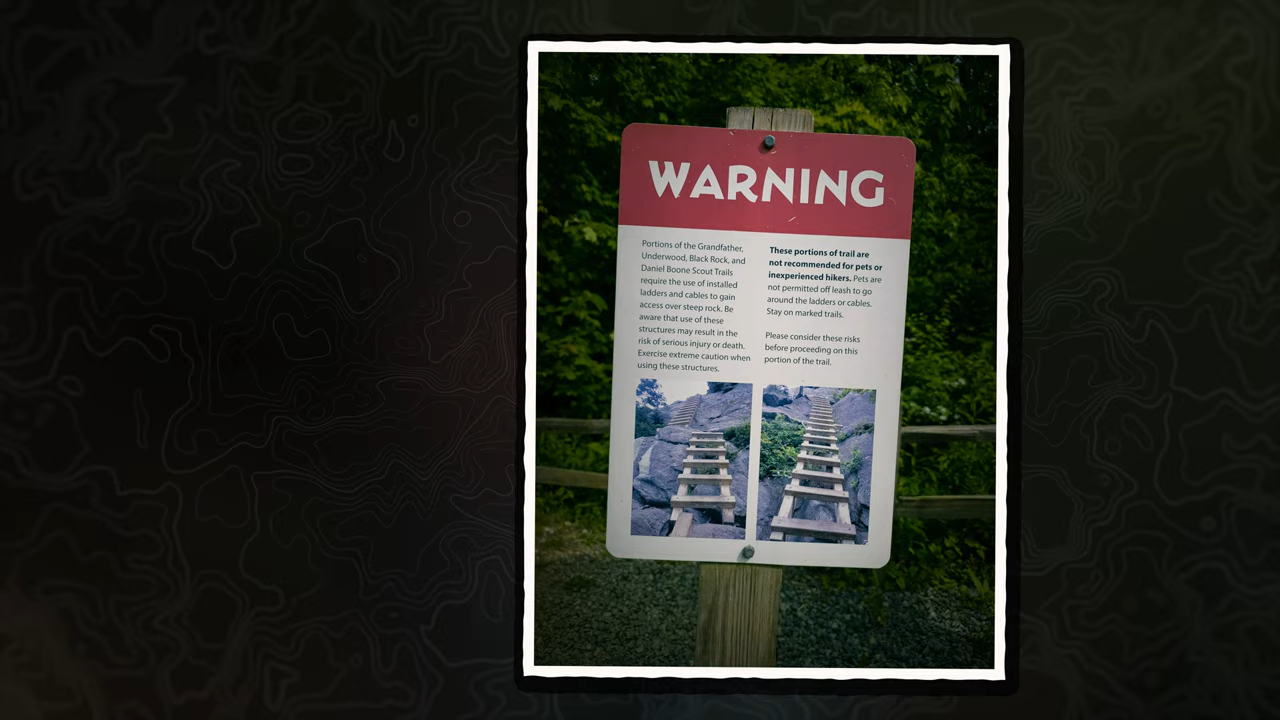 WARNING
Portions of the Grandfather,
Underwood, Black Rock, and
Daniel Boone Scout Trails
require the use of installed
ladders and cables to gain
access over steep rock. Be
aware that use of these
structures may result in the
risk of serious injury or death.
Exercise extreme caution when
using these structures.
These portions of trail are
not recommended for pets or
inexperienced hikers. Pets are
not permitted off leash to go
around the ladders or cables.
Stay on marked trails.
Please consider these risks
before proceeding on this
portion of the trail.